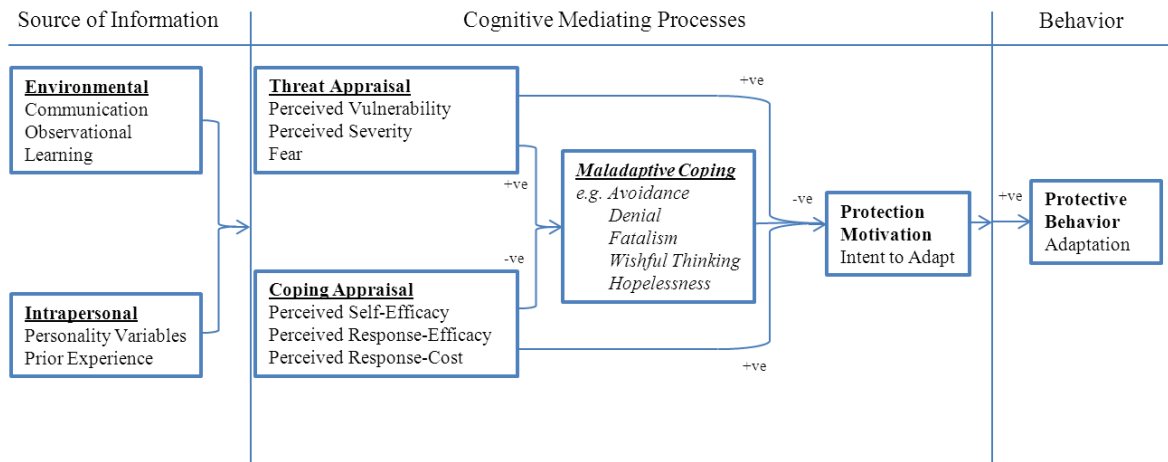 Source of Information
Cognitive Mediating Processes
Behavior
Environmental
Communication
Observational
Learning
Intrapersonal
Personality Variables
Prior Experience
Threat Appraisal
Perceived Vulnerability
Perceived Severity
Fear
+ve
-ve
Coping Appraisal
Perceived Self-Efficacy
Perceived Response-Efficacy
Perceived Response-Cost
Maladaptive Coping
e.g. Avoidance
Denial
Fatalism
Wishful Thinking
Hopelessness
+ve
-ve
+ve
Protection
Motivation
Intent to Adapt
+ve
Protective
Behavior
Adaptation